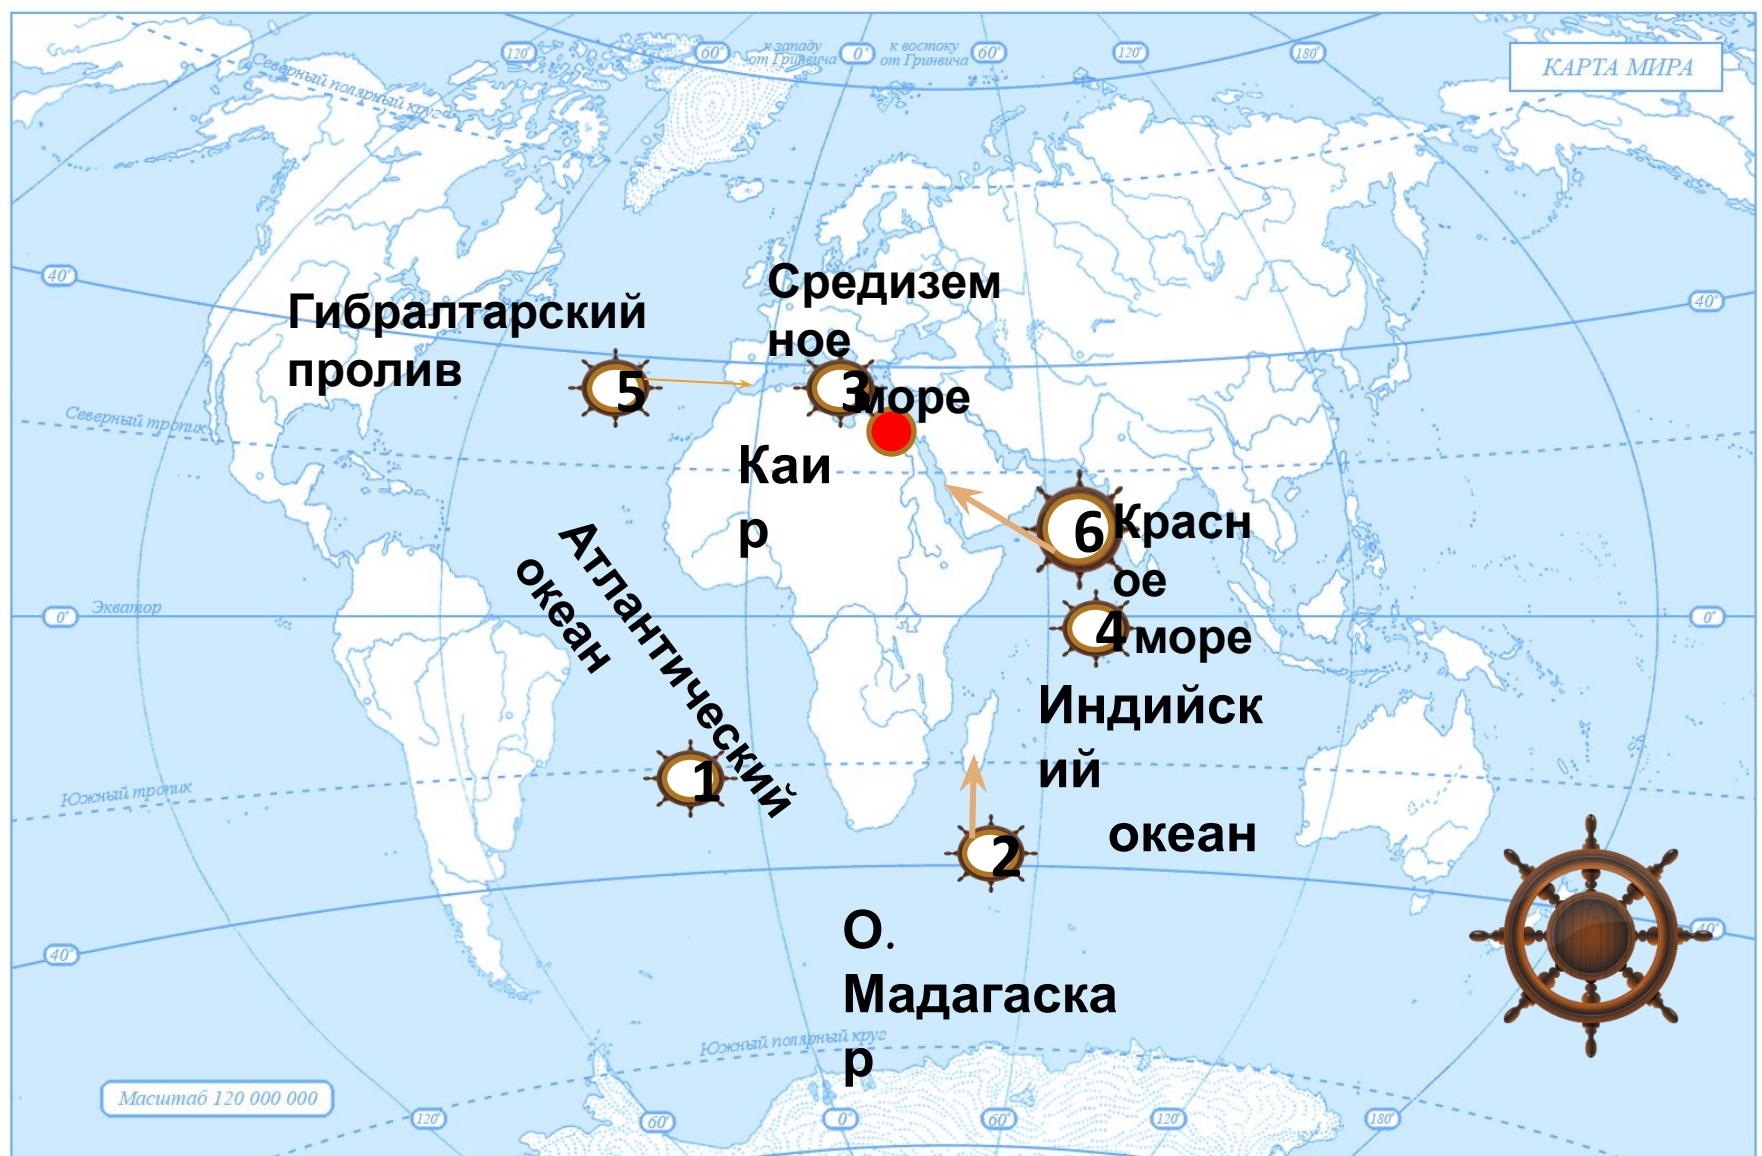 120°
60°
к западу
от Гринвича
0°
к востоку
от Гринвича
60°
120°
180°
КАРТА МИРА
Северный полярный круг
40°
40°
Гибралтарский
пролив
Средизем
ное
море
5
3
Северный тропик
Каи
р
6
Красн
ое
море
4
Атлантический
океан
0°
Экватор
0°
Индийск
ий
океан
1
2
Южный тропик
О.
Мадагаска
р
40°
40°
Южный полярный круг
Масштаб 120 000 000
120°
60°
0°
60°
120°
180°